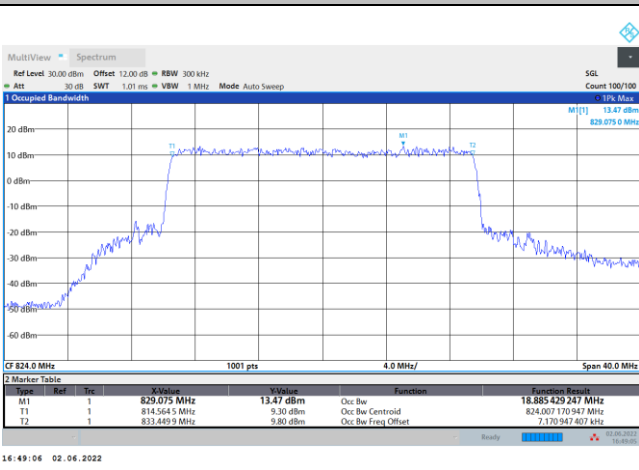 MultiView Spectrum
Ref Level 30.00 dBm Offset 12.00 dB RBW 300 kHz SGL
Att 30 dB SWT 1.01 ms VBW 1 MHz Mode Auto Sweep Count 100/100
1 Occupied Bandwidth 1Pk Max
M1[1] 13.47 dBm
829.075 0 MHz
20 dBm
M1
T1 T2
10 dBm
0 dBm
-10 dBm
-20 dBm
-30 dBm
-40 dBm
-50 dBm
-60 dBm
CF 824.0 MHz 1001 pts 4.0 MHz/ Span 40.0 MHz
2 Marker Table
Type Ref Trc X-Value Y-Value Function Function Result
M1 1 829.075 MHz 13.47 dBm Occ Bw 18.885 429 247 MHz
T1 1 814.564 5 MHz 9.30 dBm Occ Bw Centroid 824.007 170 947 MHz
T2 1 833.449 9 MHz 9.80 dBm Occ Bw Freq Offset 7.170 947 407 kHz
Ready 02.06.2022
16:49:05
16:49:06 02.06.2022